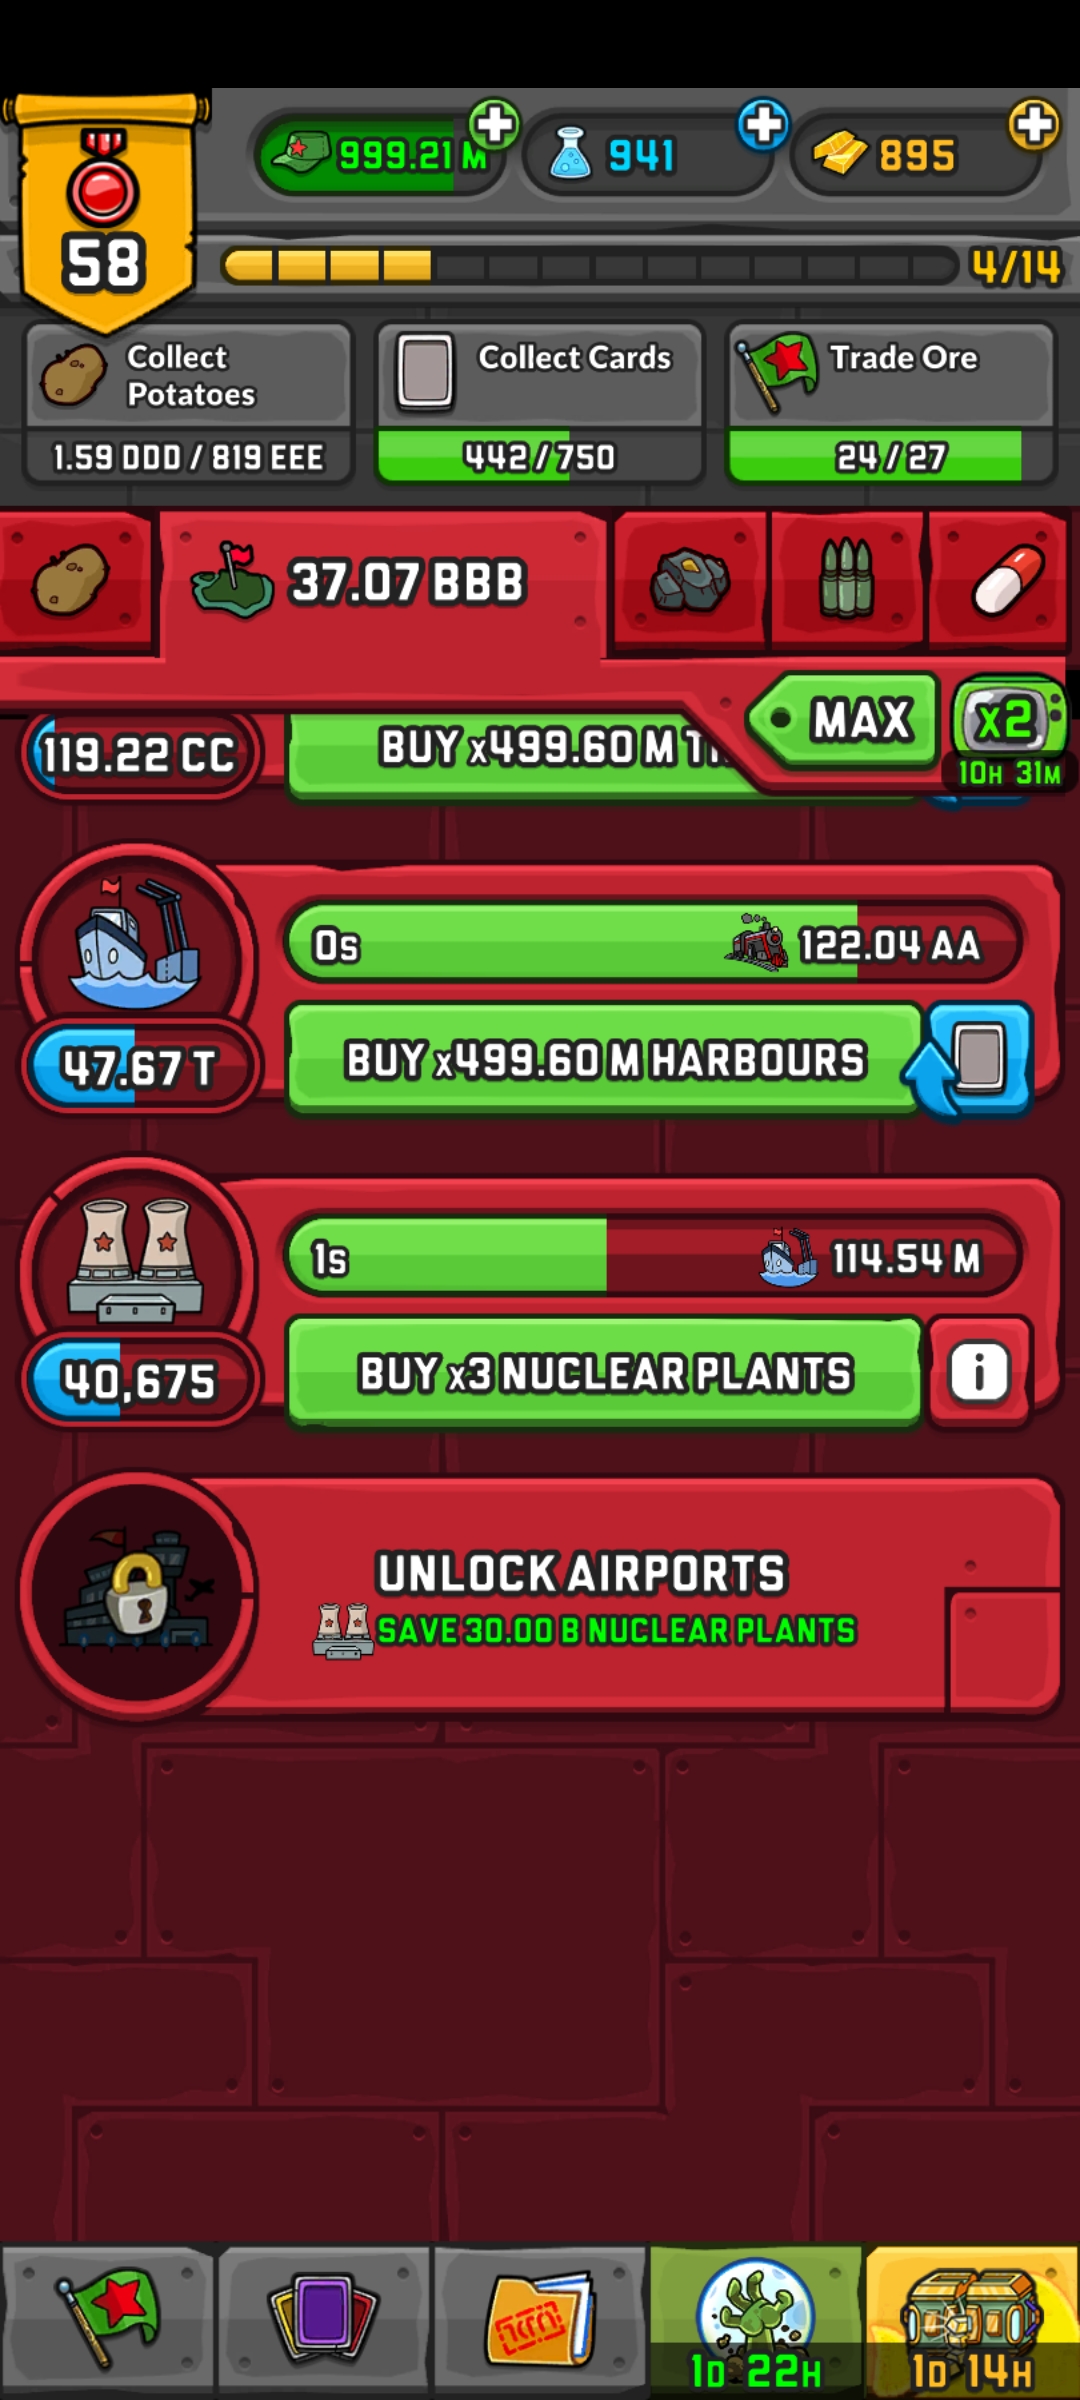 58
999.21 M
941
895
4/14
Collect
Potatoes
1.59 DDD / 819 EEE
Collect Cards
442 / 750
Trade Ore
24 / 27
37.07 BBB
MAX
x2
10H 31M
119.22 CC
BUY x499.60 M
0s
122.04 AA
47.67 T
BUY x499.60 M HARBOURS
1s
114.54 M
40,675
BUY x3 NUCLEAR PLANTS
i
UNLOCK AIRPORTS
SAVE 30.00 B NUCLEAR PLANTS
1D 22H
1D 14H